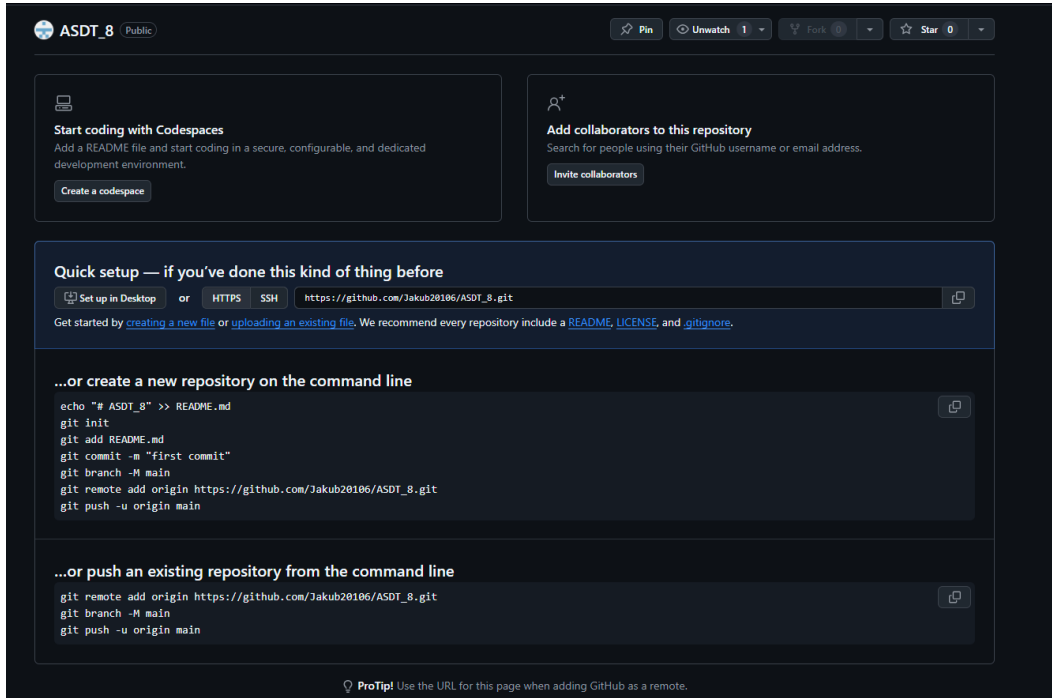 ASDT_8 Public
Pin
Unwatch 1
Fork 0
Star 0
Start coding with Codespaces
Add a README file and start coding in a secure, configurable, and dedicated
development environment.
Create a codespace
Add collaborators to this repository
Search for people using their GitHub username or email address.
Invite collaborators
Quick setup — if you've done this kind of thing before
Set up in Desktop or HTTPS SSH https://github.com/Jakub20106/ASDT_8.git
Get started by creating a new file or uploading an existing file. We recommend every repository include a README, LICENSE, and .gitignore.
...or create a new repository on the command line
echo "# ASDT_8" >> README.md
git init
git add README.md
git commit -m "first commit"
git branch -M main
git remote add origin https://github.com/Jakub20106/ASDT_8.git
git push -u origin main
...or push an existing repository from the command line
git remote add origin https://github.com/Jakub20106/ASDT_8.git
git branch -M main
git push -u origin main
ProTip! Use the URL for this page when adding GitHub as a remote.